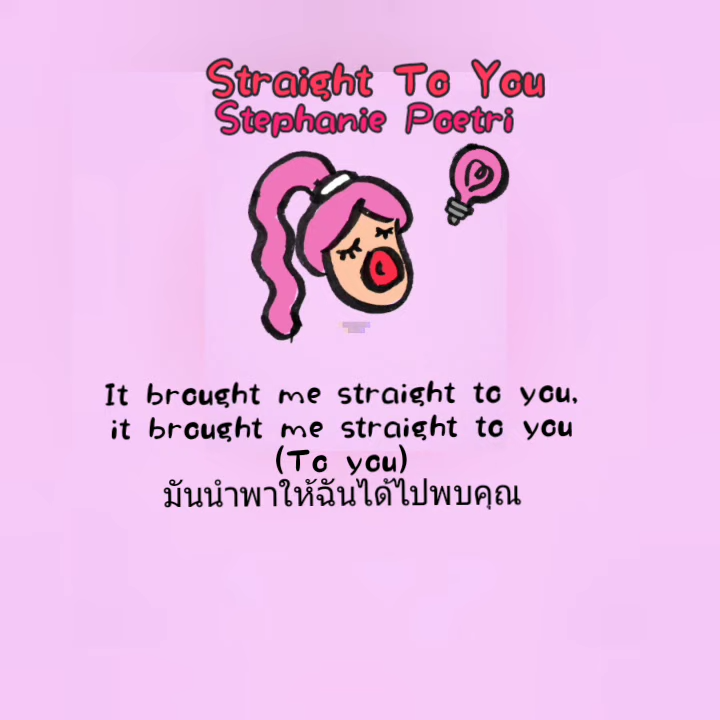 Straight To You
Stephanie Poetri
It brought me straight to you,
it brought me straight to you
(To you)
มันนำพาให้ฉันได้ไปพบคุณ